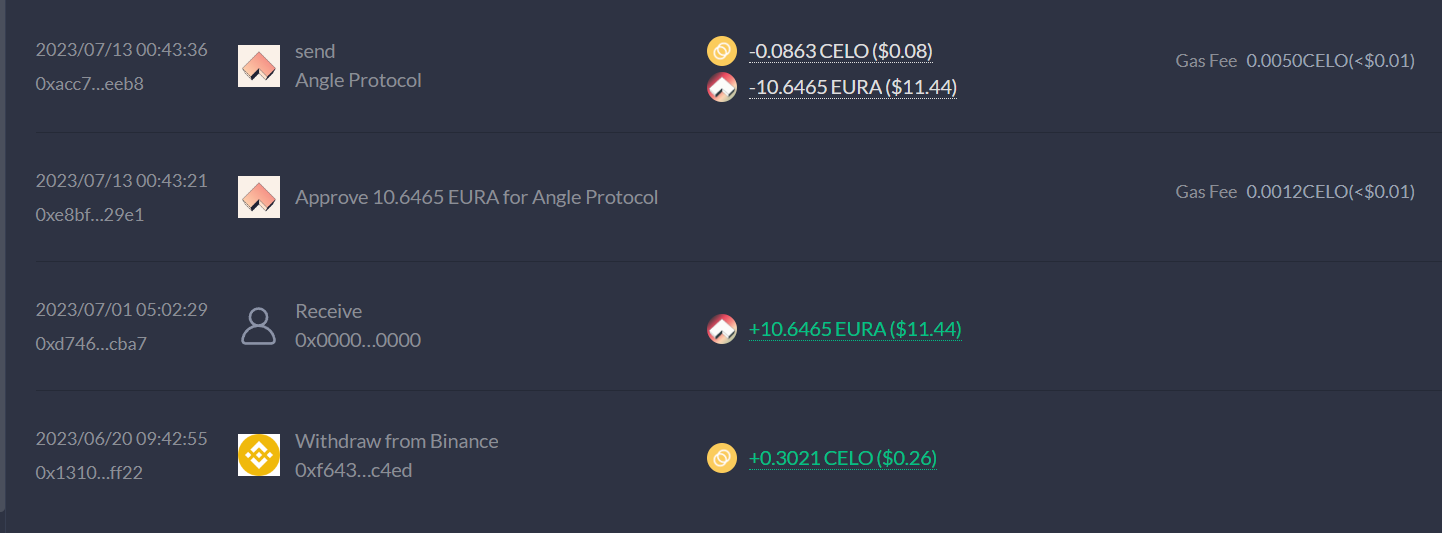 2023/07/13 00:43:36
0xacc7...eeb8
send
Angle Protocol
-0.0863 CELO ($0.08)
-10.6465 EURA ($11.44)
Gas Fee 0.0050CELO(<$0.01)
2023/07/13 00:43:21
0xe8bf...29e1
Approve 10.6465 EURA for Angle Protocol
Gas Fee 0.0012CELO(<$0.01)
2023/07/01 05:02:29
0xd746...cba7
Receive
0x0000...0000
+10.6465 EURA ($11.44)
2023/06/20 09:42:55
0x1310...ff22
Withdraw from Binance
0xf643...c4ed
+0.3021 CELO ($0.26)